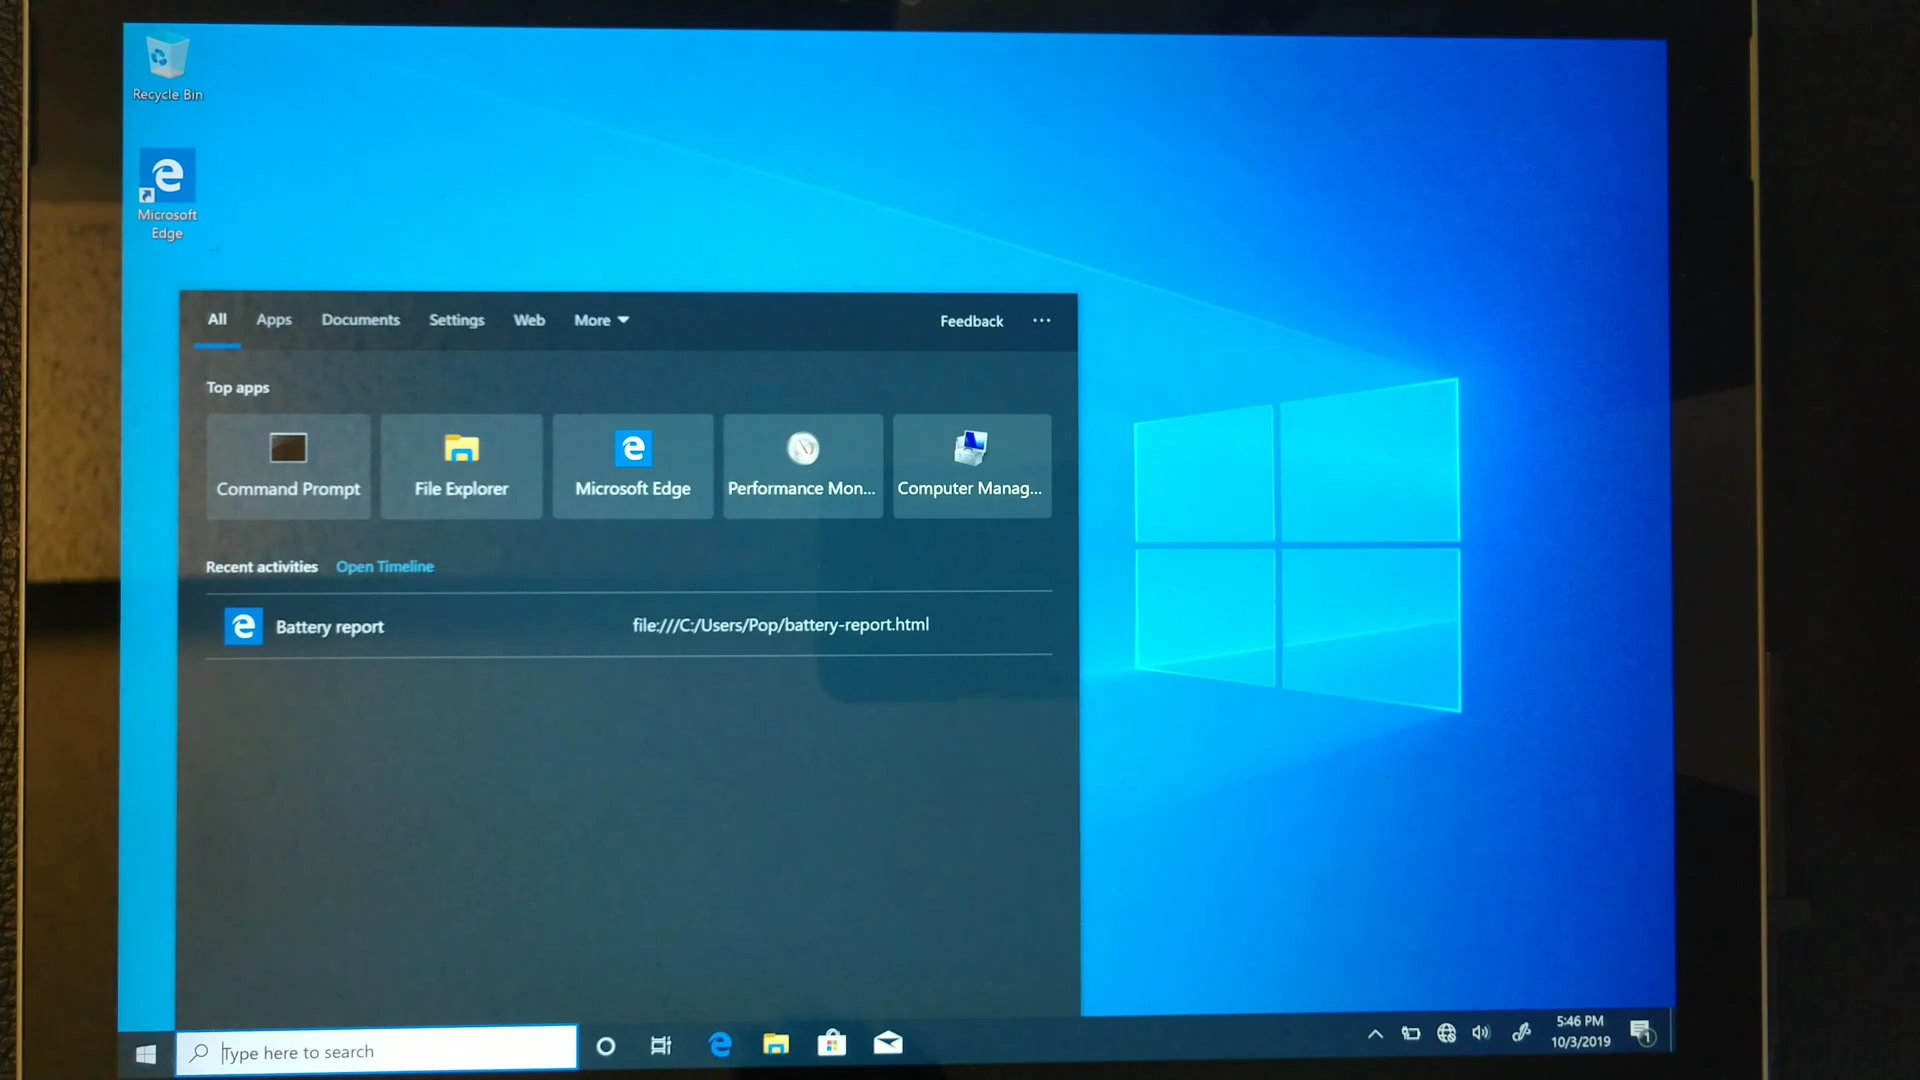 Recycle Bin
Microsoft
Edge
All Apps Documents Settings Web More Feedback ...
Top apps
Command Prompt File Explorer Microsoft Edge Performance Mon... Computer Manag...
Recent activities Open Timeline
Battery report file:///C:/Users/Pop/battery-report.html
Type here to search
5:46 PM
10/3/2019
1